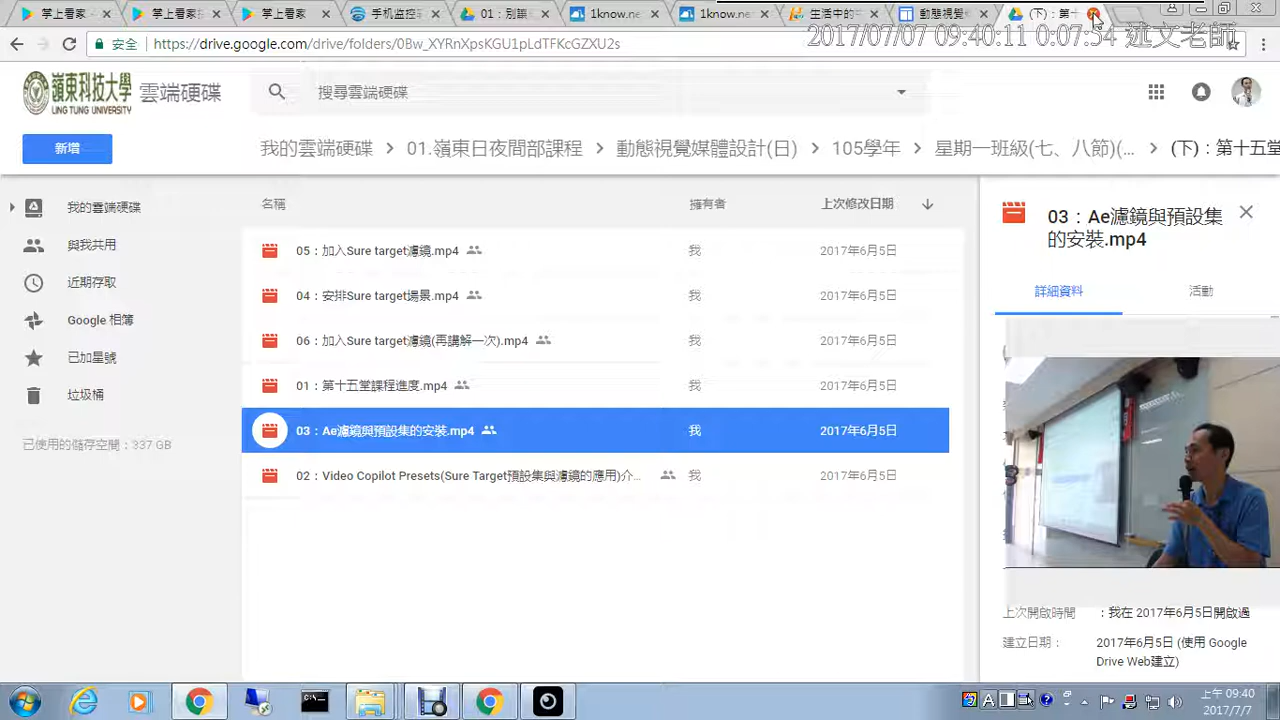 掌上看家
掌上看家
掌上看家
手机监控
01 : 別謙
1know.ne
1know.ne
生活中的
動態視覺
(下) : 第十
安全
https://drive.google.com/drive/folders/0B
_XYRrXpsKGU1pLdTFKcGZXU2s
2017/07/07 09:40:11 0:07:54 述文老師
嶺東科技大學
LING TUNG UNIVERSITY
雲端硬碟
搜尋雲端硬碟
新增
我的雲端硬碟 > 01.嶺東日夜間部課程 > 動態視覺媒體設計(日) > 105學年 > 星期一班級(七、八節)(... > (下) : 第十五堂
我的雲端硬碟
與我共用
近期存取
Google 相簿
已加星號
垃圾桶
已使用的儲存空間 : 337 GB
名稱 擁有者 上次修改日期
05 : 加入Sure target濾鏡.mp4 我 2017年6月5日
04 : 安排Sure target場景.mp4 我 2017年6月5日
06 : 加入Sure target濾鏡(再講解一次).mp4 我 2017年6月5日
01 : 第十五堂課程進度.mp4 我 2017年6月5日
03 : Ae濾鏡與預設集的安裝.mp4 我 2017年6月5日
02 : Video Copilot Presets(Sure Target預設集與濾鏡的應用)介... 我 2017年6月5日
03 : Ae濾鏡與預設集
的安裝.mp4
詳細資料 活動
上次開啟時間 : 我在 2017年6月5日開啟過
建立日期 : 2017年6月5日 (使用 Google
Drive Web建立)
上午 09:40
2017/7/7